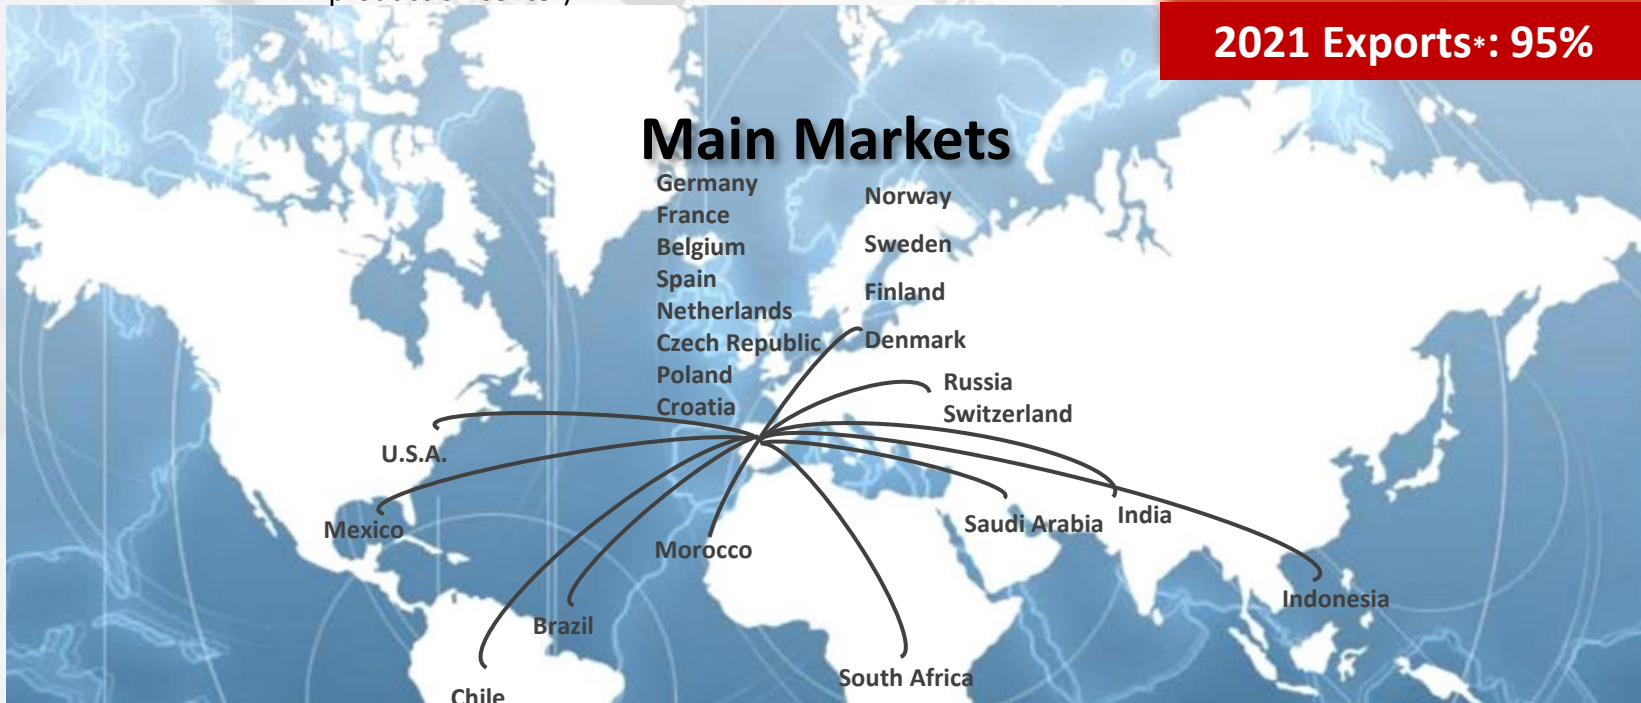 2021 Exports*: 95%
Main Markets
Germany
France
Belgium
Spain
Netherlands
Czech Republic
Poland
Croatia
Norway
Sweden
Finland
Denmark
Russia
Switzerland
U.S.A.
Mexico
Morocco
Saudi Arabia
India
Indonesia
Brazil
South Africa
Chile